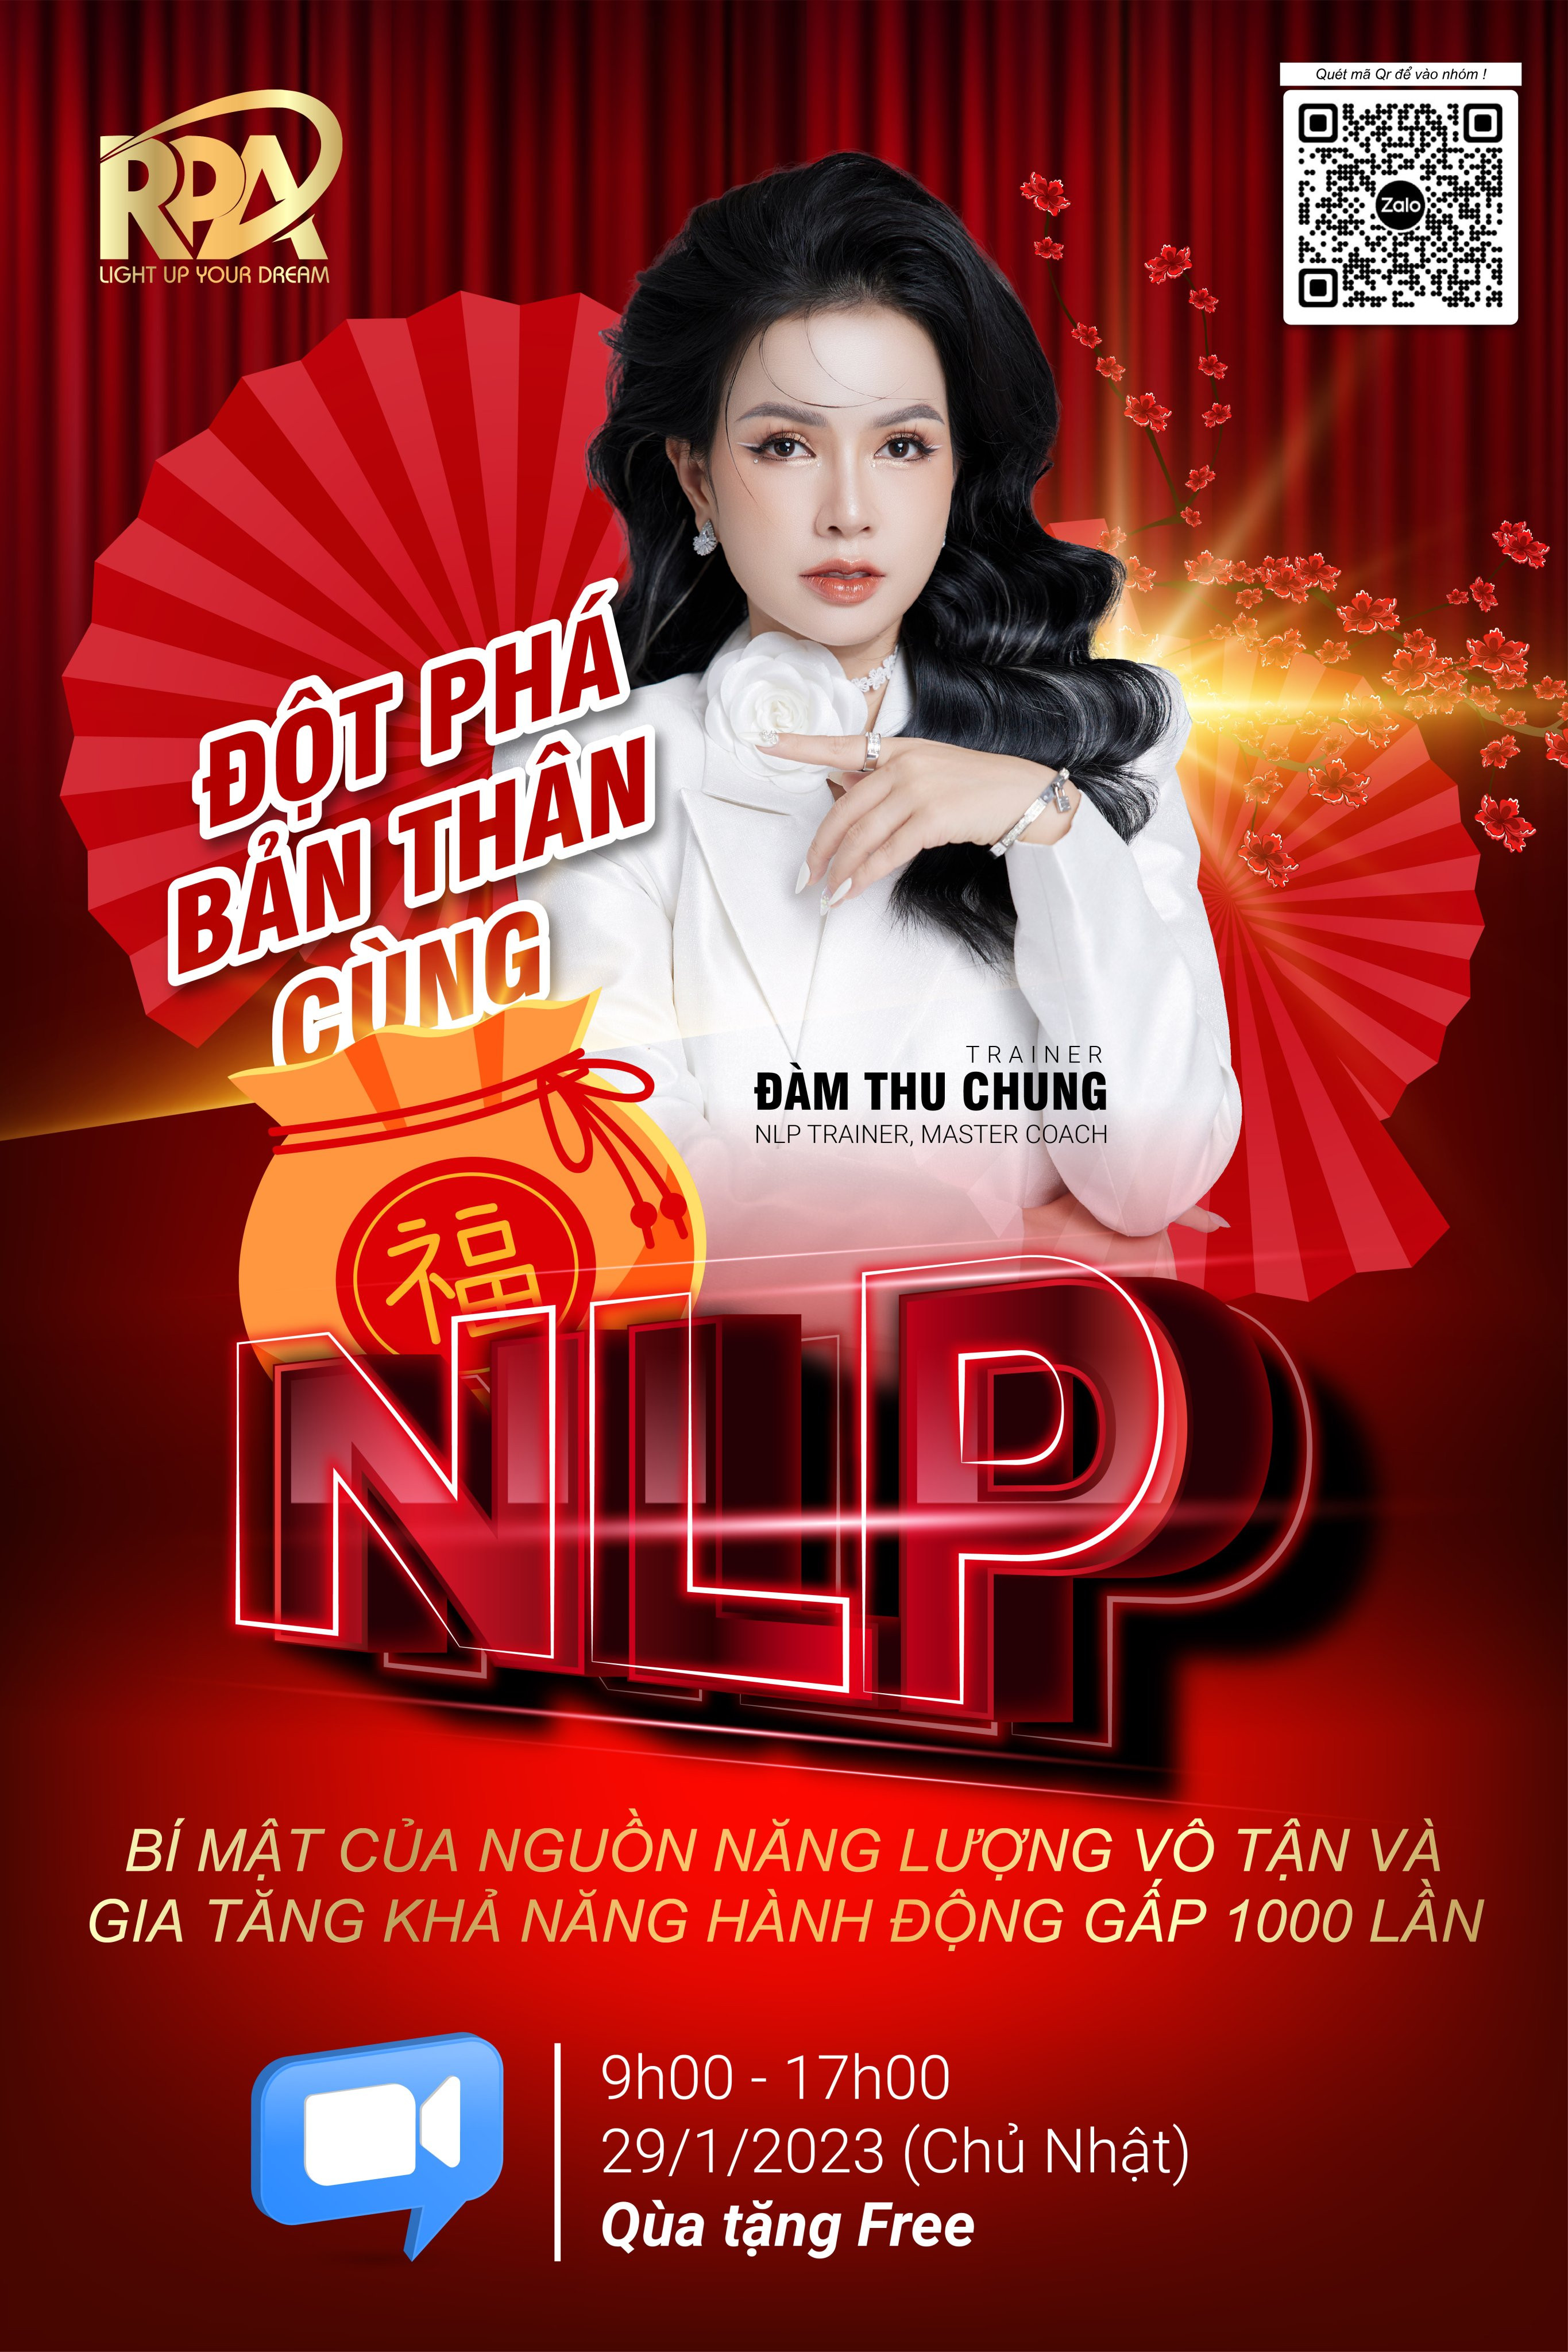 RPA
LIGHT UP YOUR DREAM
Quét mã Qr để vào nhóm !
Zalo
ĐỘT PHÁ
BẢN THÂN
CÙNG
TRAINER
ĐÀM THU CHUNG
NLP TRAINER, MASTER COACH
福
NLP
BÍ MẬT CỦA NGUỒN NĂNG LƯỢNG VÔ TẬN VÀ
GIA TĂNG KHẢ NĂNG HÀNH ĐỘNG GẤP 1000 LẦN
9h00 - 17h00
29/1/2023 (Chủ Nhật)
Qùa tặng Free